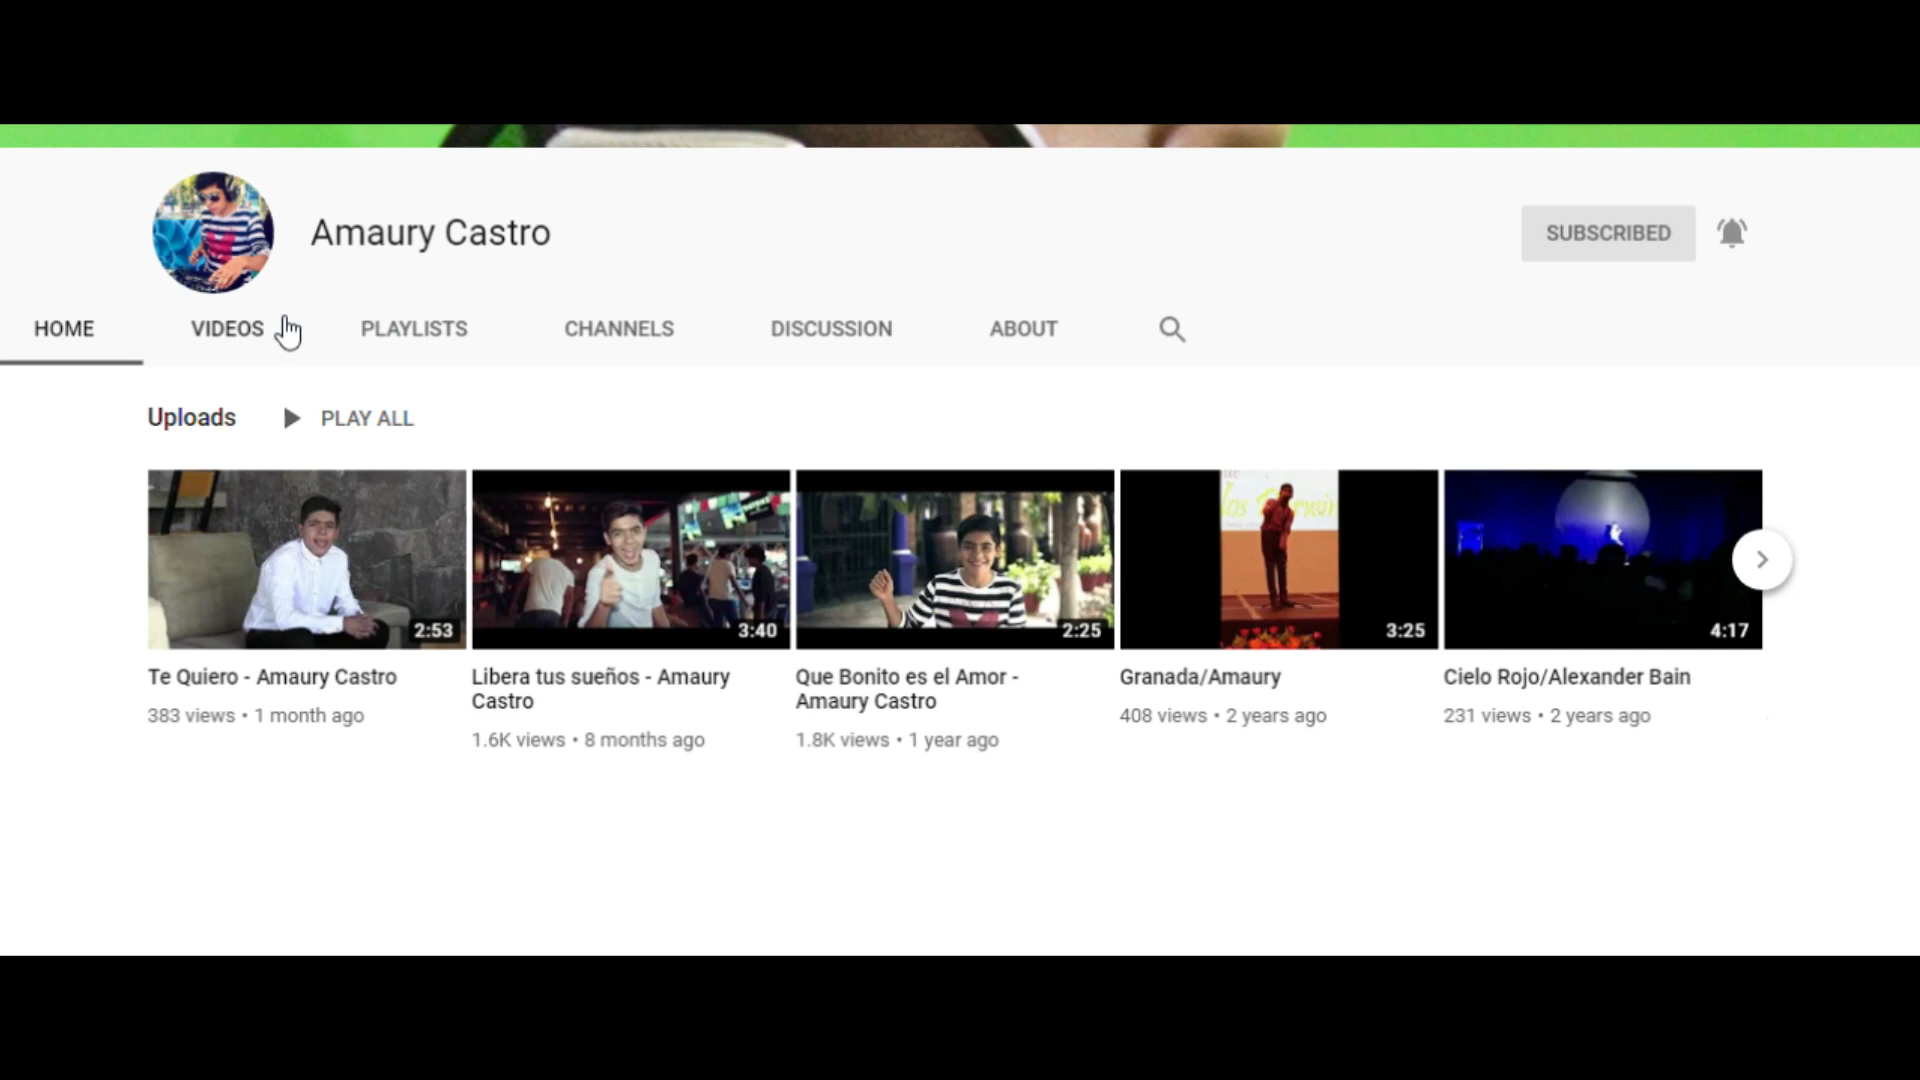 Amaury Castro
SUBSCRIBED
HOME VIDEOS PLAYLISTS CHANNELS DISCUSSION ABOUT
Uploads PLAY ALL
2:53 3:40 2:25 3:25 4:17
Te Quiero - Amaury Castro
383 views • 1 month ago
Libera tus sueños - Amaury
Castro
1.6K views • 8 months ago
Que Bonito es el Amor -
Amaury Castro
1.8K views • 1 year ago
Granada/Amaury
408 views • 2 years ago
Cielo Rojo/Alexander Bain
231 views • 2 years ago